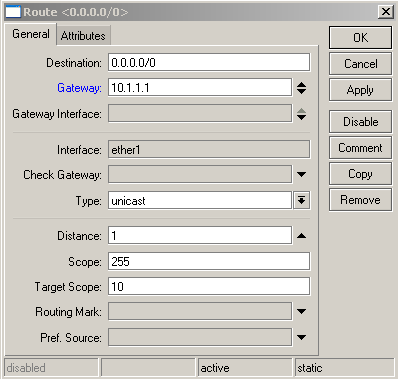 Route <0.0.0.0/0>
General Attributes
Destination: 0.0.0.0/0
Gateway: 10.1.1.1
Gateway Interface:
Interface: ether1
Check Gateway:
Type: unicast
Distance: 1
Scope: 255
Target Scope: 10
Routing Mark:
Pref. Source:
OK
Cancel
Apply
Disable
Comment
Copy
Remove
disabled active static